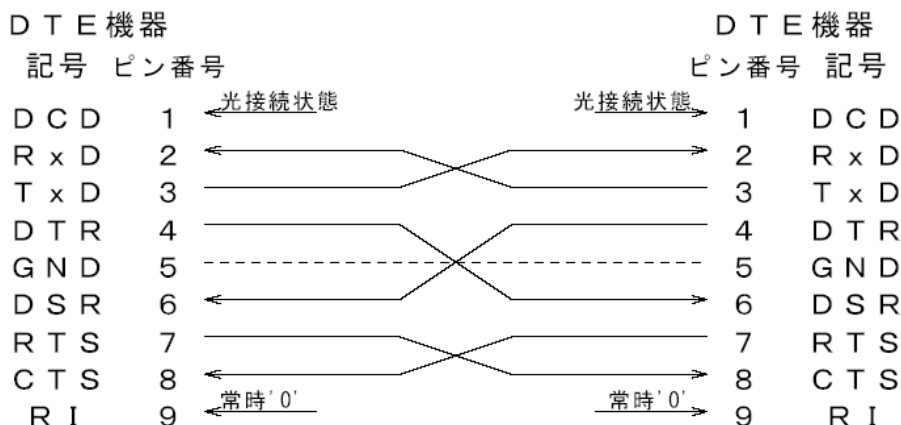 DTE機器 DTE機器
記号 ピン番号 ピン番号 記号
DCD 1 光接続状態 光接続状態 1 DCD
RxD 2 2 RxD
TxD 3 3 TxD
DTR 4 4 DTR
GND 5 5 GND
DSR 6 6 DSR
RTS 7 7 RTS
CTS 8 8 CTS
RI 9 常時'0' 常時'0' 9 RI